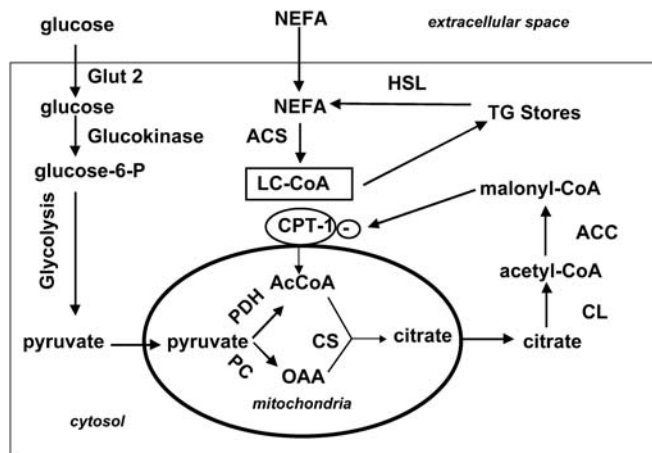 glucose
NEFA
extracellular space
Glut 2
HSL
glucose
NEFA
TG Stores
Glucokinase
ACS
glucose-6-P
LC-CoA
malonyl-CoA
Glycolysis
CPT-1
-
ACC
AcCoA
acetyl-CoA
PDH
pyruvate
pyruvate
CS
citrate
CL
citrate
PC
OAA
mitochondria
cytosol